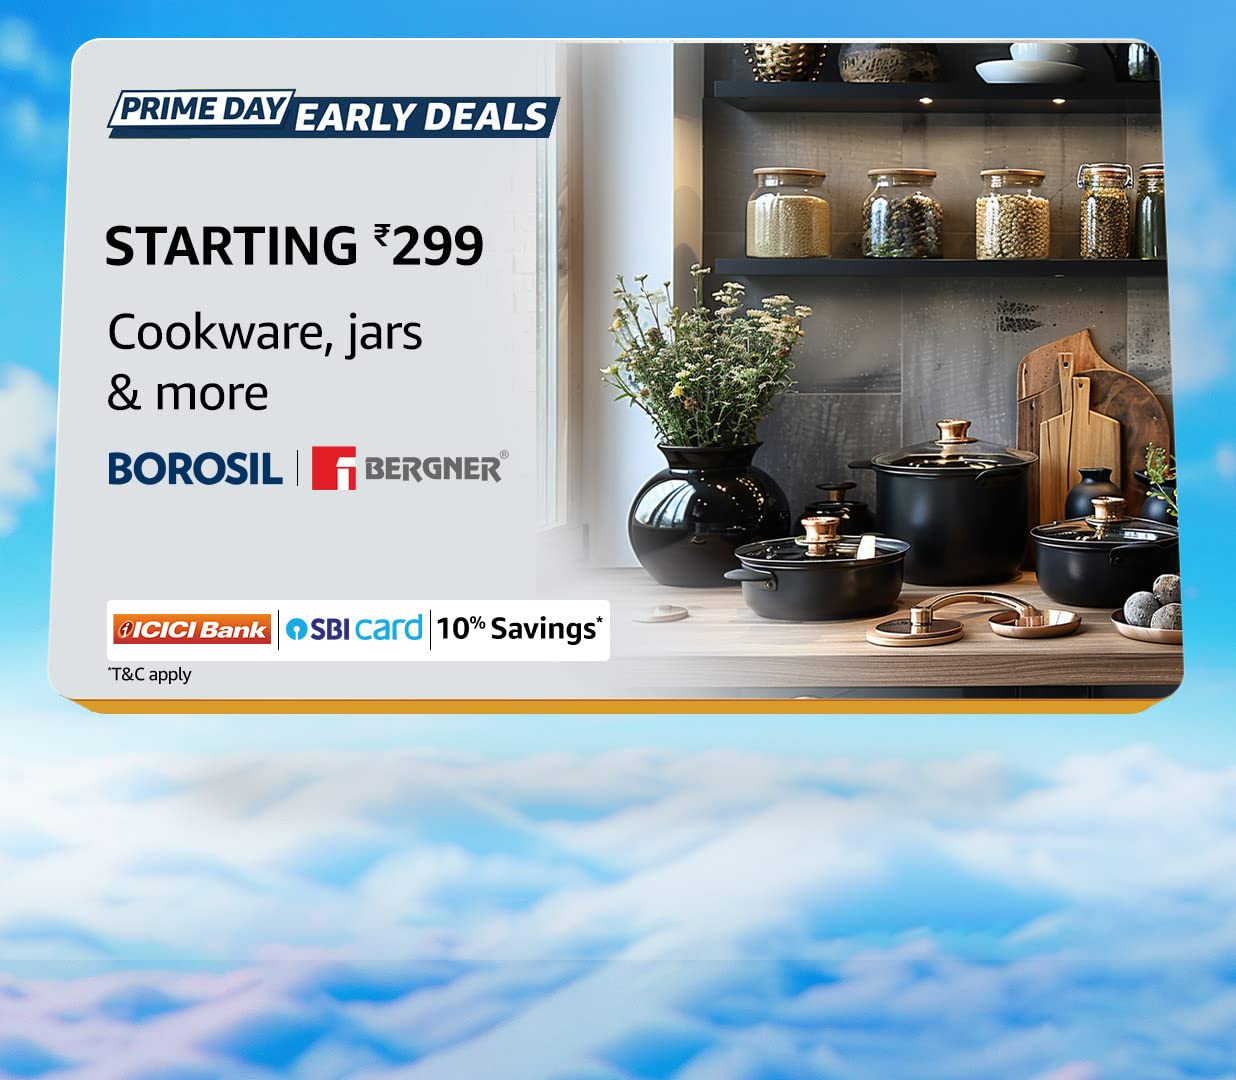 PRIME DAY EARLY DEALS
STARTING ₹299
Cookware, jars
& more
BOROSIL | BERGNER®
ICICI Bank | SBI card | 10% Savings*
*T&C apply